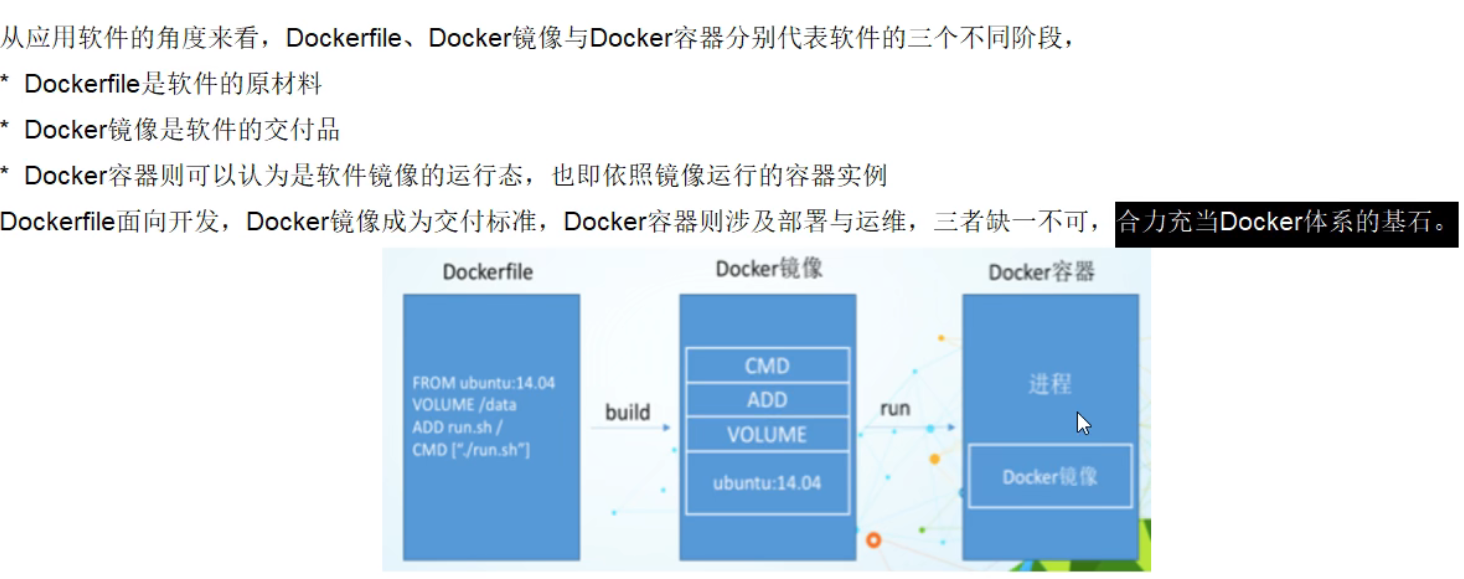 从应用软件的角度来看，Dockerfile、Docker镜像与Docker容器分别代表软件的三个不同阶段，
* Dockerfile是软件的原材料
* Docker镜像是软件的交付品
* Docker容器则可以认为是软件镜像的运行态，也即依照镜像运行的容器实例
Dockerfile面向开发，Docker镜像成为交付标准，Docker容器则涉及部署与运维，三者缺一不可，合力充当Docker体系的基石。
Dockerfile
FROM ubuntu:14.04
VOLUME /data
ADD run.sh /
CMD ["./run.sh"]
build
Docker镜像
CMD
ADD
VOLUME
ubuntu:14.04
run
Docker容器
进程
Docker镜像